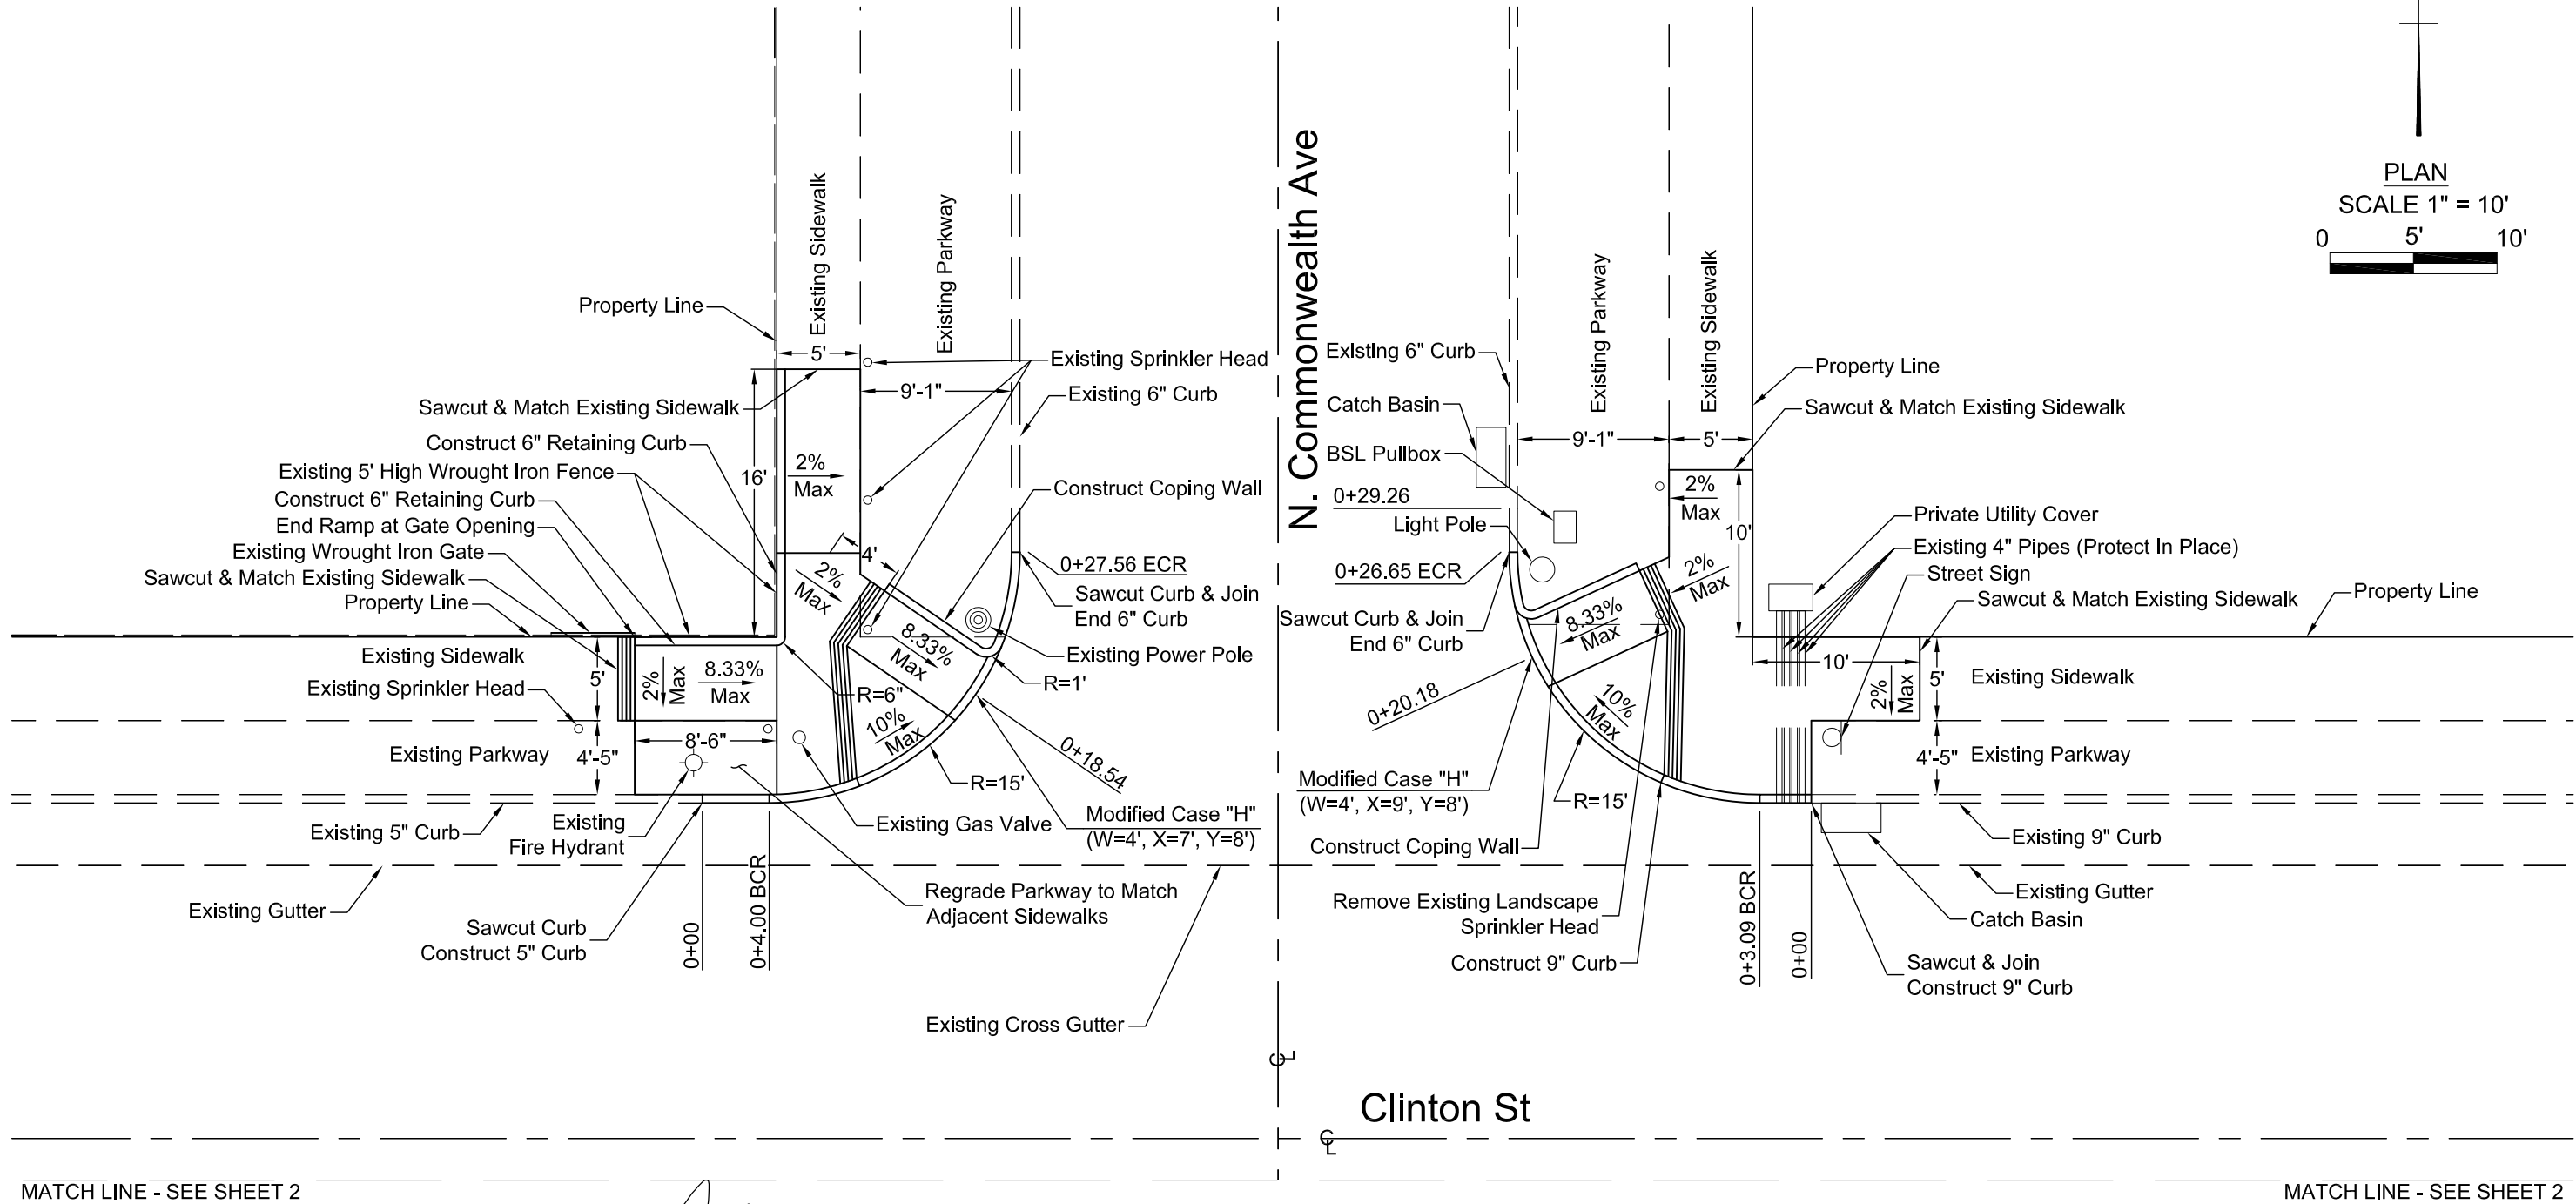 PLAN
SCALE 1" = 10'
0 5' 10'
N. Commonwealth Ave
Existing Sidewalk
Existing Parkway
Property Line
5'
Existing Sprinkler Head
9'-1"
Existing 6" Curb
Sawcut & Match Existing Sidewalk
Construct 6" Retaining Curb
16'
2%
Max
Existing 5' High Wrought Iron Fence
Construct 6" Retaining Curb
End Ramp at Gate Opening
Existing Wrought Iron Gate
Sawcut & Match Existing Sidewalk
Property Line
Construct Coping Wall
4'
2%
Max
0+27.56 ECR
Sawcut Curb & Join
End 6" Curb
8.33%
Max
Existing Power Pole
R=1'
Existing Sidewalk
5'
2%
Max
8.33%
Max
Existing Sprinkler Head
R=6"
10%
Max
8'-6"
Existing Parkway
4'-5"
0+18.54
R=15'
Modified Case "H"
(W=4', X=7', Y=8')
Existing Gas Valve
Existing 5" Curb
Existing
Fire Hydrant
Existing Gutter
Sawcut Curb
Construct 5" Curb
0+00
0+4.00 BCR
Regrade Parkway to Match
Adjacent Sidewalks
Existing Cross Gutter
Existing Parkway
Existing Sidewalk
Existing 6" Curb
Catch Basin
BSL Pullbox
0+29.26
Light Pole
0+26.65 ECR
Sawcut Curb & Join
End 6" Curb
9'-1"
5'
Property Line
Sawcut & Match Existing Sidewalk
2%
Max
10'
Private Utility Cover
Existing 4" Pipes (Protect In Place)
Street Sign
Sawcut & Match Existing Sidewalk
Property Line
2%
Max
8.33%
Max
10'
5'
2%
Max
Existing Sidewalk
0+20.18
10%
Max
4'-5"
Existing Parkway
Modified Case "H"
(W=4', X=9', Y=8')
R=15'
Construct Coping Wall
Existing 9" Curb
Remove Existing Landscape
Sprinkler Head
Construct 9" Curb
0+3.09 BCR
0+00
Existing Gutter
Catch Basin
Sawcut & Join
Construct 9" Curb
CL
Clinton St
CL
MATCH LINE - SEE SHEET 2
MATCH LINE - SEE SHEET 2